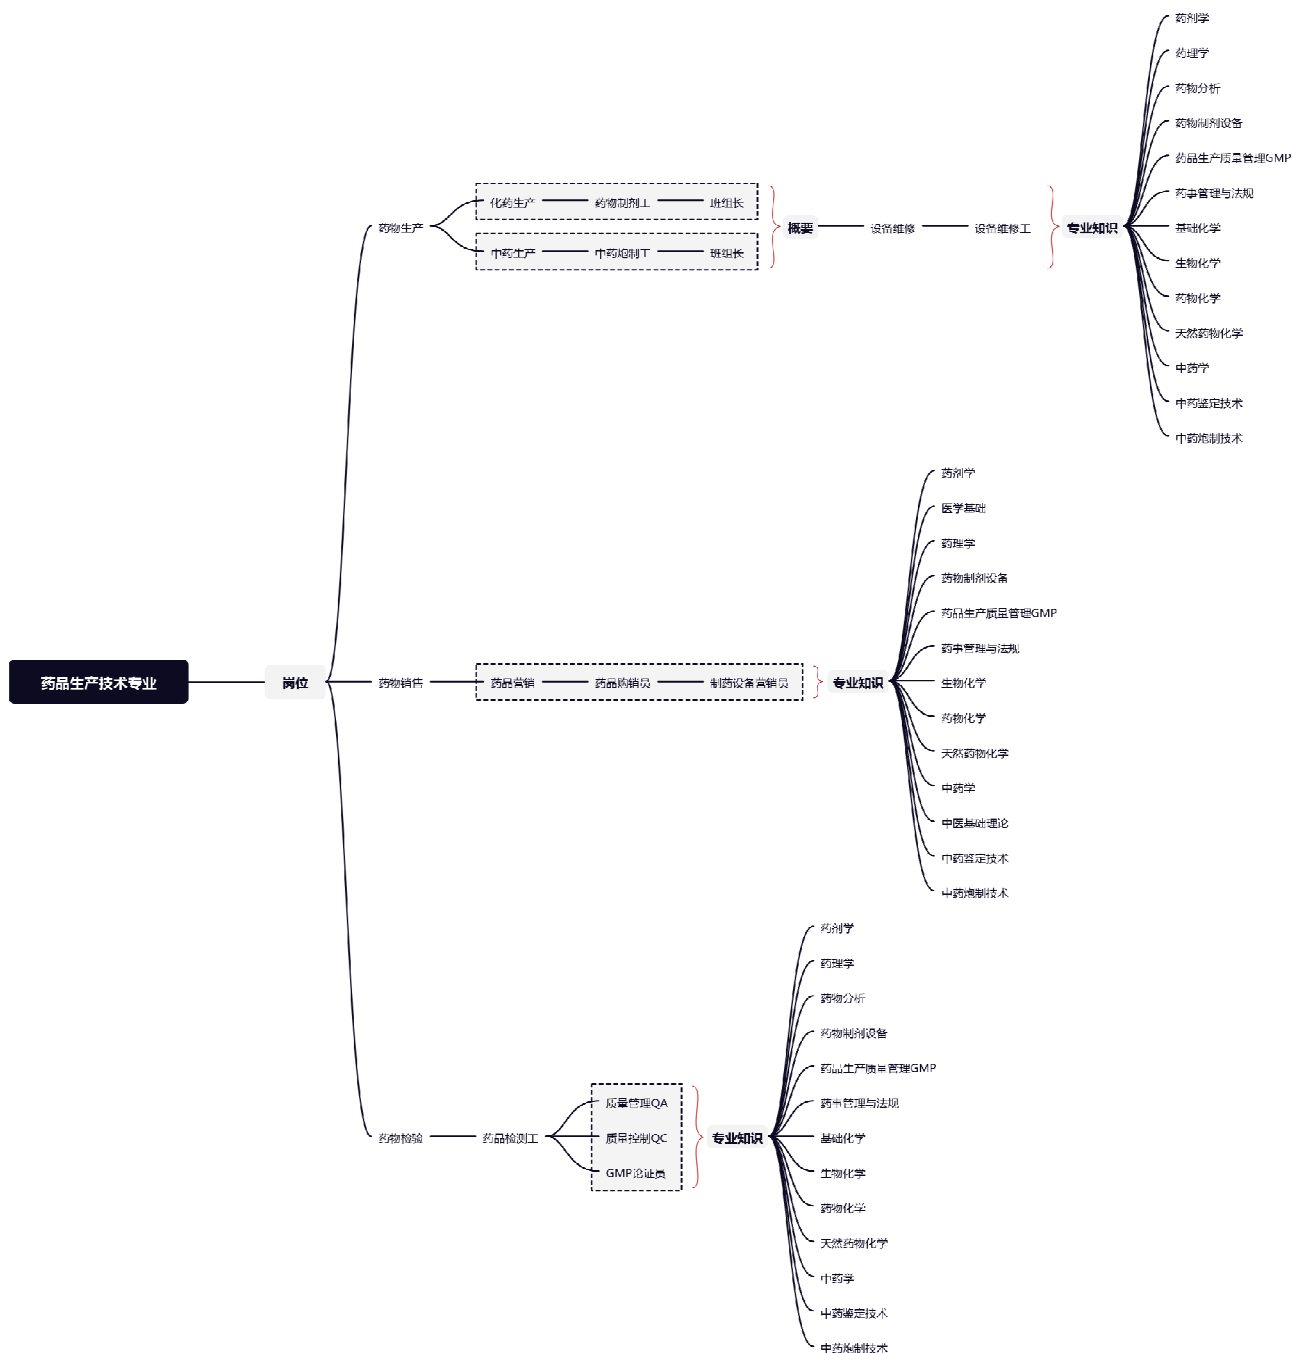 药品生产技术专业
岗位
药物生产
化药生产
药物制剂工
班组长
中药生产
中药炮制工
班组长
概要
设备维修
设备维修工
专业知识
药剂学
药理学
药物分析
药物制剂设备
药品生产质量管理GMP
药事管理与法规
基础化学
生物化学
药物化学
天然药物化学
中药学
中药鉴定技术
中药炮制技术
药物销售
药品营销
药品购销员
制药设备营销员
专业知识
药剂学
医学基础
药理学
药物制剂设备
药品生产质量管理GMP
药事管理与法规
生物化学
药物化学
天然药物化学
中药学
中医基础理论
中药鉴定技术
中药炮制技术
药物检验
药品检测工
质量管理QA
质量控制QC
GMP论证员
专业知识
药剂学
药理学
药物分析
药物制剂设备
药品生产质量管理GMP
药事管理与法规
基础化学
生物化学
药物化学
天然药物化学
中药学
中药鉴定技术
中药炮制技术